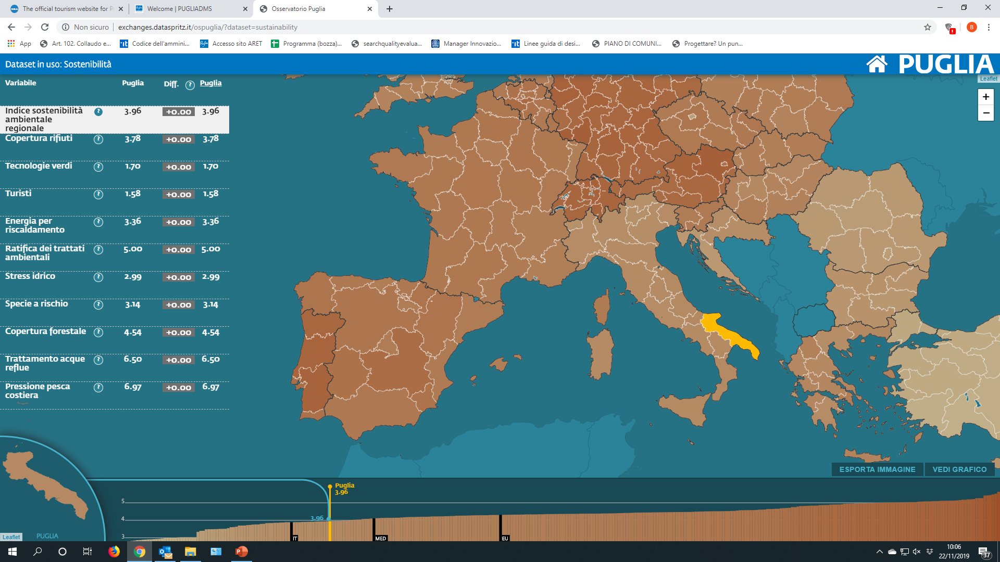 The official tourism website for P
Welcome | PUGLIADMS
Osservatorio Puglia
Non sicuro
exchanges.dataspritz.it/ospuglia/?dataset=sustainability
B
App
Art. 102. Collaudo e...
Codice dell'ammini...
Accesso sito ARET
Programma (bozza)...
searchqualityevalua...
Manager Innovazio...
Linee guida di desi...
PIANO DI COMUNI...
Progettare? Un pun...
Dataset in uso: Sostenibilità
PUGLIA
Leaflet
+
−
Variabile Puglia Diff. ? Puglia
Indice sostenibilità ? 3.96 +0.00 3.96
ambientale
regionale
Copertura rifiuti ? 3.78 +0.00 3.78
Tecnologie verdi ? 1.70 +0.00 1.70
Turisti ? 1.58 +0.00 1.58
Energia per ? 3.36 +0.00 3.36
riscaldamento
Ratifica dei trattati ? 5.00 +0.00 5.00
ambientali
Stress idrico ? 2.99 +0.00 2.99
Specie a rischio ? 3.14 +0.00 3.14
Copertura forestale ? 4.54 +0.00 4.54
Trattamento acque ? 6.50 +0.00 6.50
reflue
Pressione pesca ? 6.97 +0.00 6.97
costiera
ESPORTA IMMAGINE
VEDI GRAFICO
Puglia
3.96
5
4
3.96
3
IT
MED
EU
Leaflet
PUGLIA
10:06
22/11/2019
37